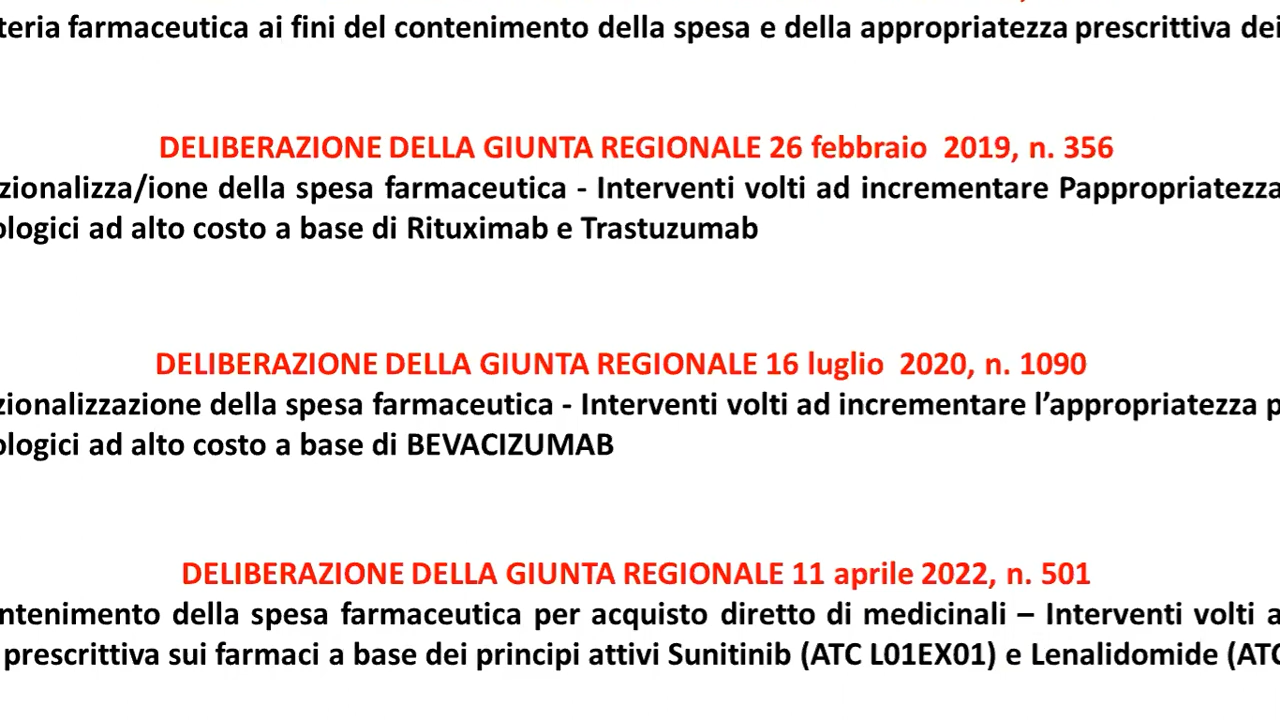 teria farmaceutica ai fini del contenimento della spesa e della appropriatezza prescrittiva dei
DELIBERAZIONE DELLA GIUNTA REGIONALE 26 febbraio 2019, n. 356
zionalizza/ione della spesa farmaceutica - Interventi volti ad incrementare Pappropriatezza
ologici ad alto costo a base di Rituximab e Trastuzumab
DELIBERAZIONE DELLA GIUNTA REGIONALE 16 luglio 2020, n. 1090
zionalizzazione della spesa farmaceutica - Interventi volti ad incrementare l’appropriatezza p
ologici ad alto costo a base di BEVACIZUMAB
DELIBERAZIONE DELLA GIUNTA REGIONALE 11 aprile 2022, n. 501
ntenimento della spesa farmaceutica per acquisto diretto di medicinali – Interventi volti a
prescrittiva sui farmaci a base dei principi attivi Sunitinib (ATC L01EX01) e Lenalidomide (ATC